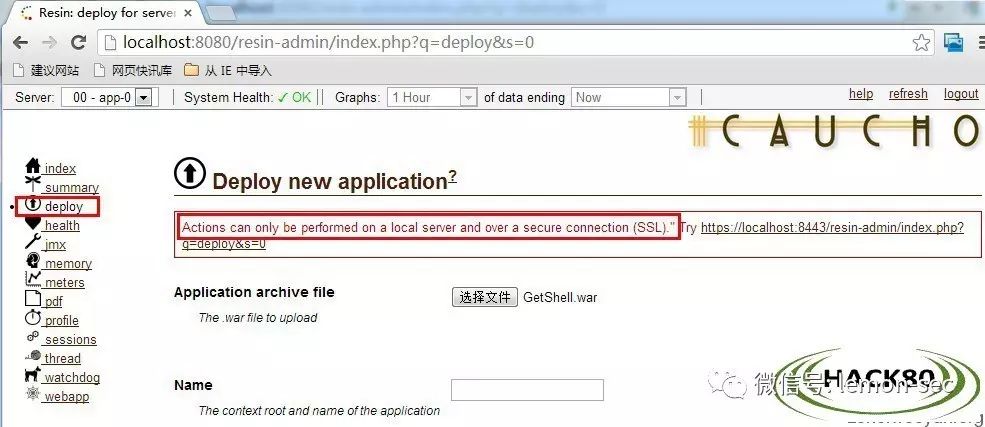 Resin: deploy for server
localhost:8080/resin-admin/index.php?q=deploy&s=0
建议网站 网页快讯库 从 IE 中导入
Server: 00 - app-0 System Health: ✓ OK Graphs: 1 Hour of data ending Now help refresh logout
CAUCHO
index
summary
deploy
health
jmx
memory
meters
pdf
profile
sessions
thread
watchdog
webapp
Deploy new application?
Actions can only be performed on a local server and over a secure connection (SSL)." Try https://localhost:8443/resin-admin/index.php?
q=deploy&s=0
Application archive file 选择文件 GetShell.war
The .war file to upload
HACK80
微信号: lemon-sec
Name
The context root and name of the application